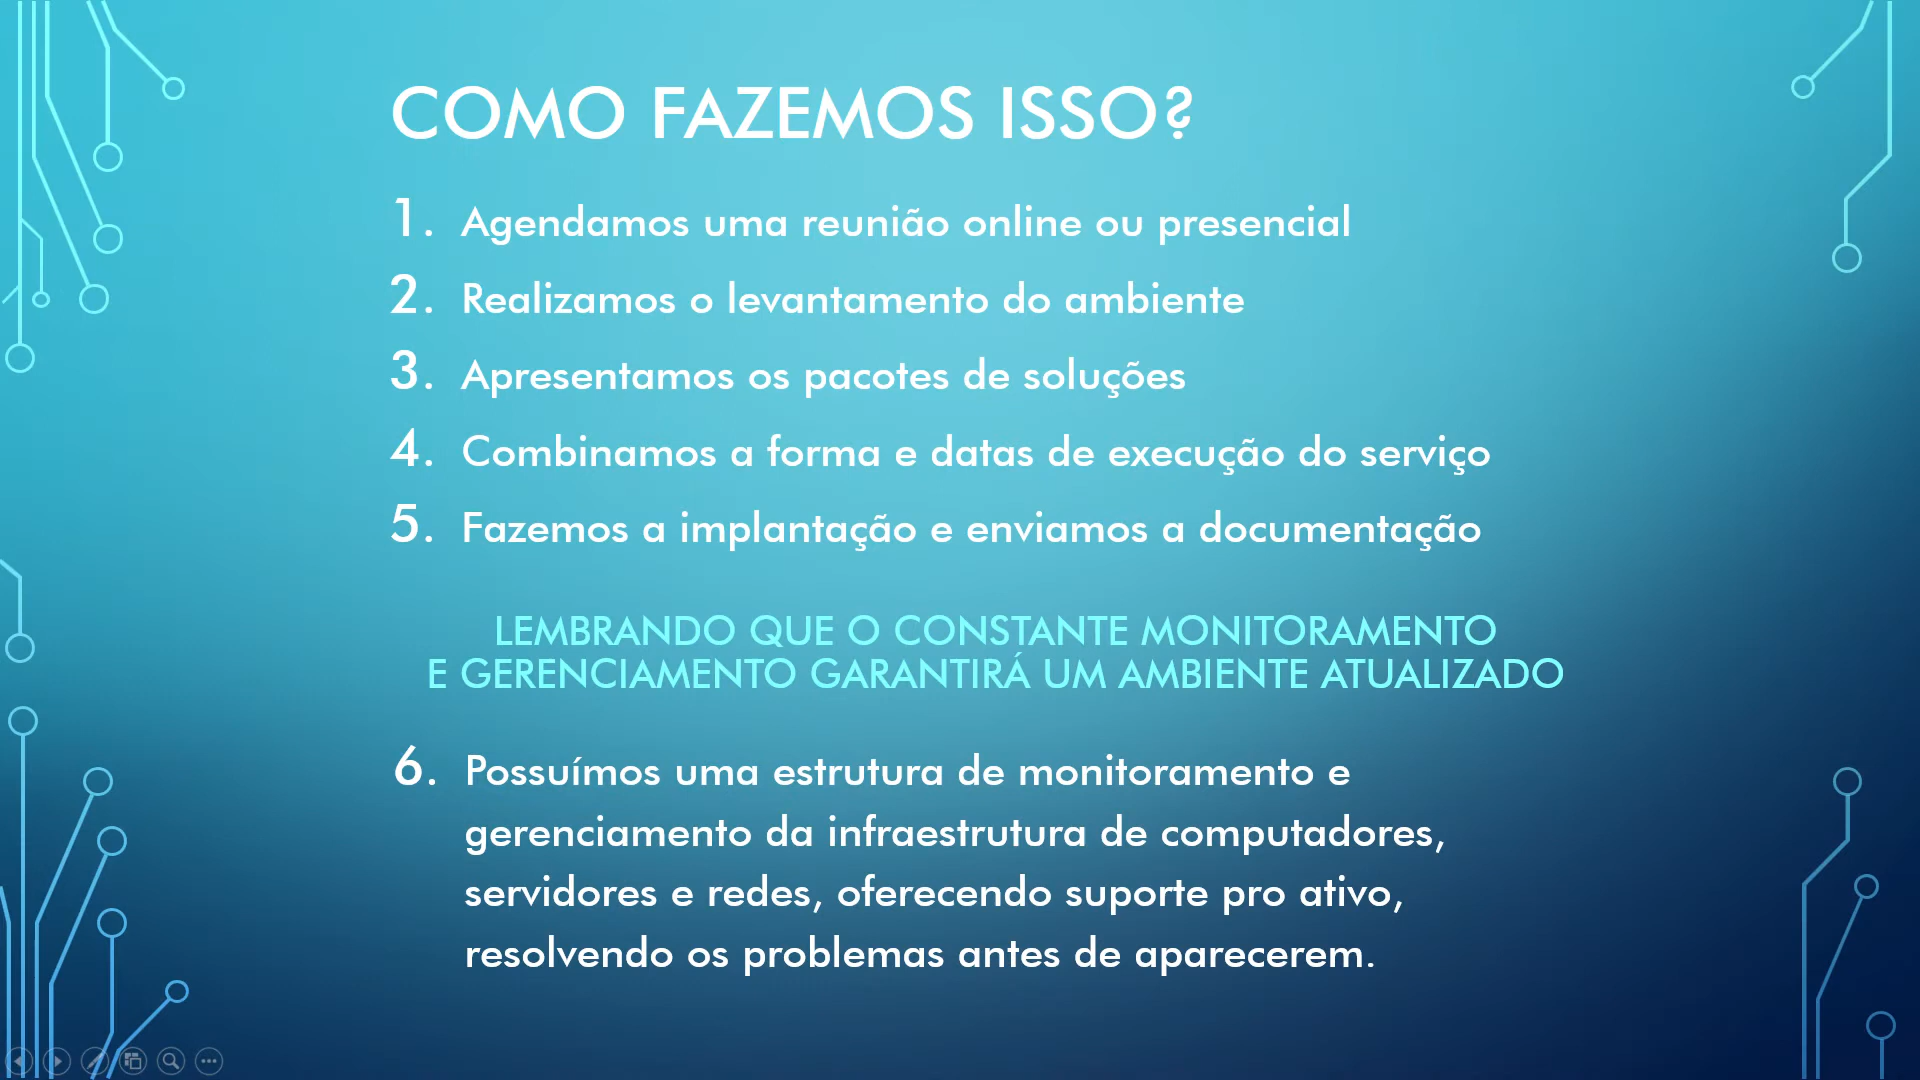 COMO FAZEMOS ISSO?
1. Agendamos uma reunião online ou presencial
2. Realizamos o levantamento do ambiente
3. Apresentamos os pacotes de soluções
4. Combinamos a forma e datas de execução do serviço
5. Fazemos a implantação e enviamos a documentação
LEMBRANDO QUE O CONSTANTE MONITORAMENTO
E GERENCIAMENTO GARANTIRÁ UM AMBIENTE ATUALIZADO
6. Possuímos uma estrutura de monitoramento e
gerenciamento da infraestrutura de computadores,
servidores e redes, oferecendo suporte pro ativo,
resolvendo os problemas antes de aparecerem.